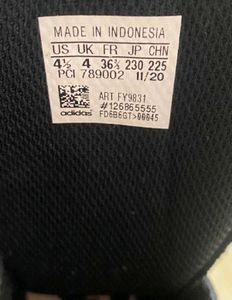 MADE IN INDONESIA
US UK FR JP CHN
4½ 4 36⅔ 230 225
PCI 789002 11/20
ART FY9831
#126865555
adidas FD6B6GT>00645